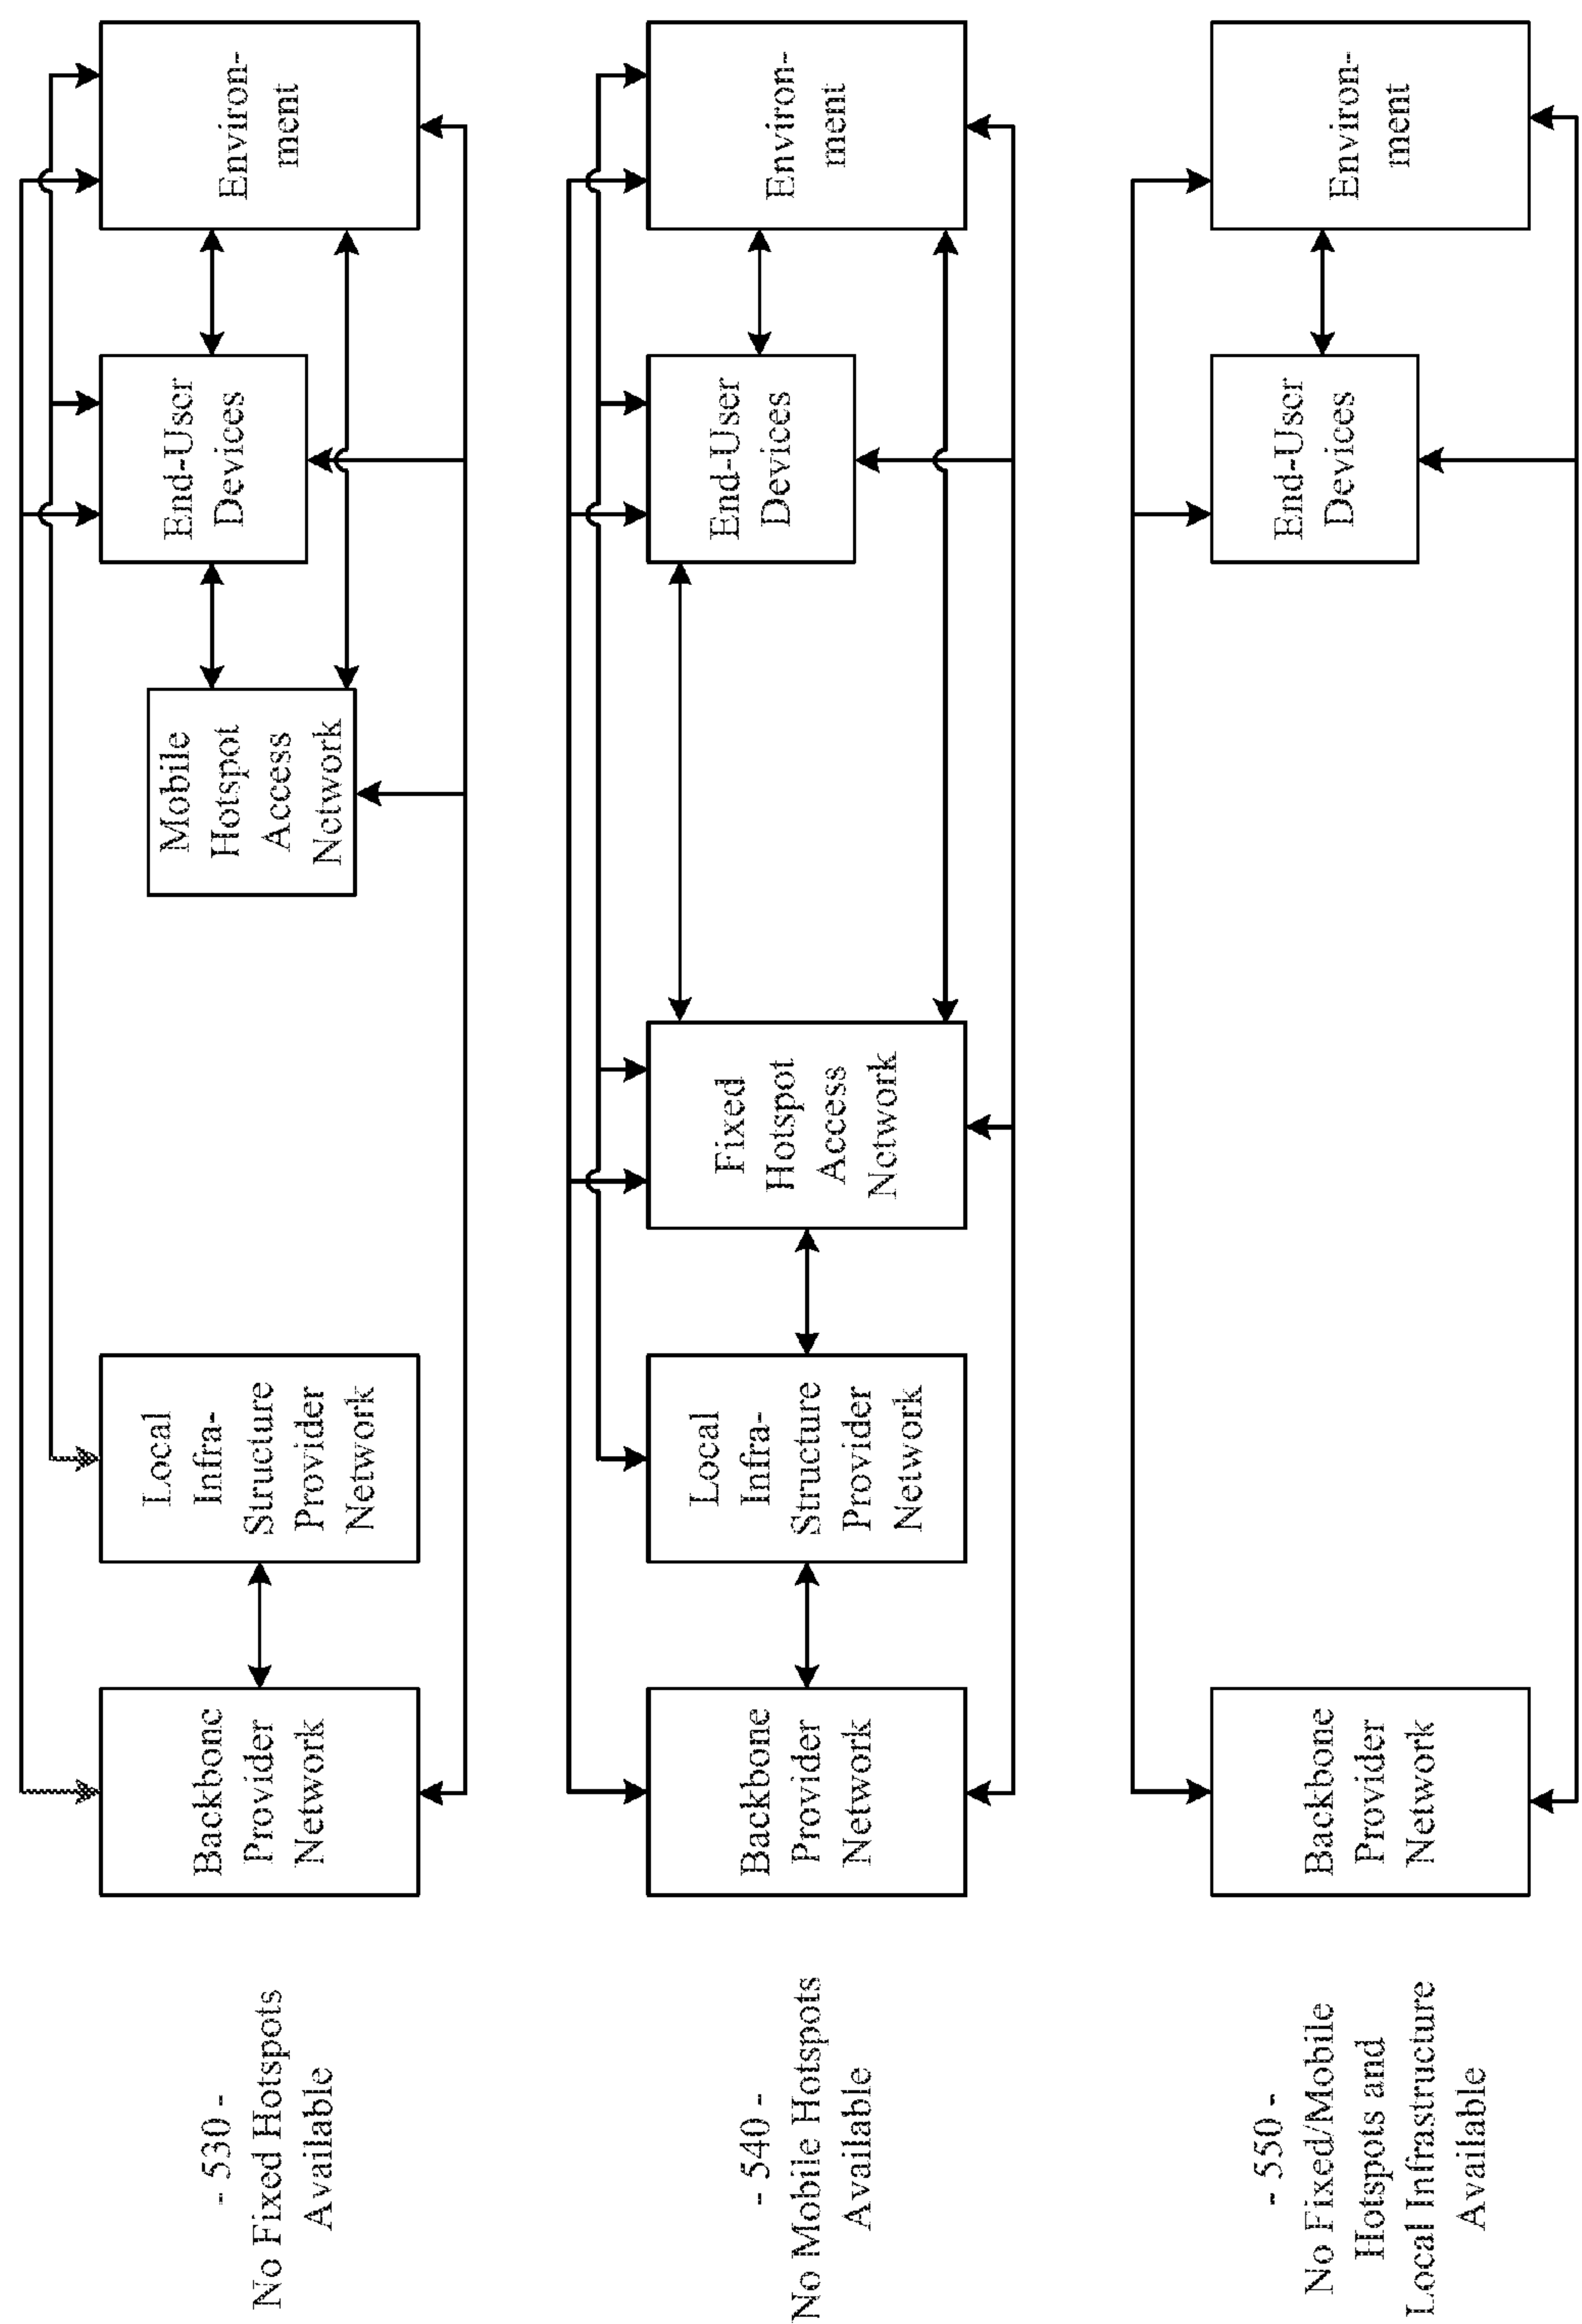 - 530 -
No Fixed Hotspots
Available
Backbone
Provider
Network
Local
Infra-
Structure
Provider
Network
Mobile
Hotspot
Access
Network
End-User
Devices
Environ-
ment
- 540 -
No Mobile Hotspots
Available
Backbone
Provider
Network
Local
Infra-
Structure
Provider
Network
Fixed
Hotspot
Access
Network
End-User
Devices
Environ-
ment
- 550 -
No Fixed/Mobile
Hotspots and
Local Infrastructure
Available
Backbone
Provider
Network
End-User
Devices
Environ-
ment